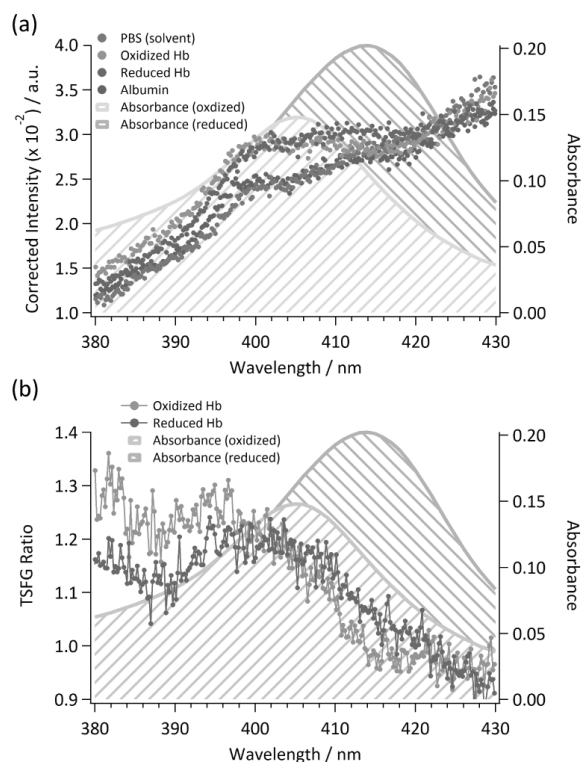 (a)
PBS (solvent)
Oxidized Hb
Reduced Hb
Albumin
Absorbance (oxdized)
Absorbance (reduced)
Corrected Intensity (x 10⁻²) / a.u.
4.0
3.5
3.0
2.5
2.0
1.5
1.0
0.20
0.15
0.10
0.05
0.00
Absorbance
380
390
400
410
420
430
Wavelength / nm
(b)
Oxidized Hb
Reduced Hb
Absorbance (oxidized)
Absorbance (reduced)
TSFG Ratio
1.4
1.3
1.2
1.1
1.0
0.9
0.20
0.15
0.10
0.05
0.00
Absorbance
380
390
400
410
420
430
Wavelength / nm